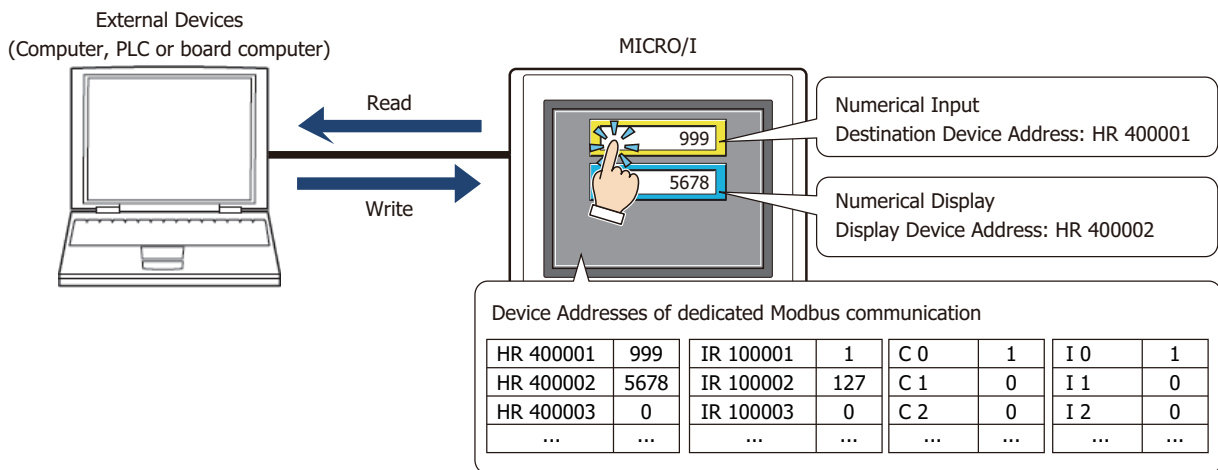 External Devices
(Computer, PLC or board computer)
MICRO/I
Read
Write
999
5678
Numerical Input
Destination Device Address: HR 400001
Numerical Display
Display Device Address: HR 400002
Device Addresses of dedicated Modbus communication
HR 400001 999 IR 100001 1 C 0 1 I 0 1
HR 400002 5678 IR 100002 127 C 1 0 I 1 0
HR 400003 0 IR 100003 0 C 2 0 I 2 0
... ... ... ... ... ... ... ...